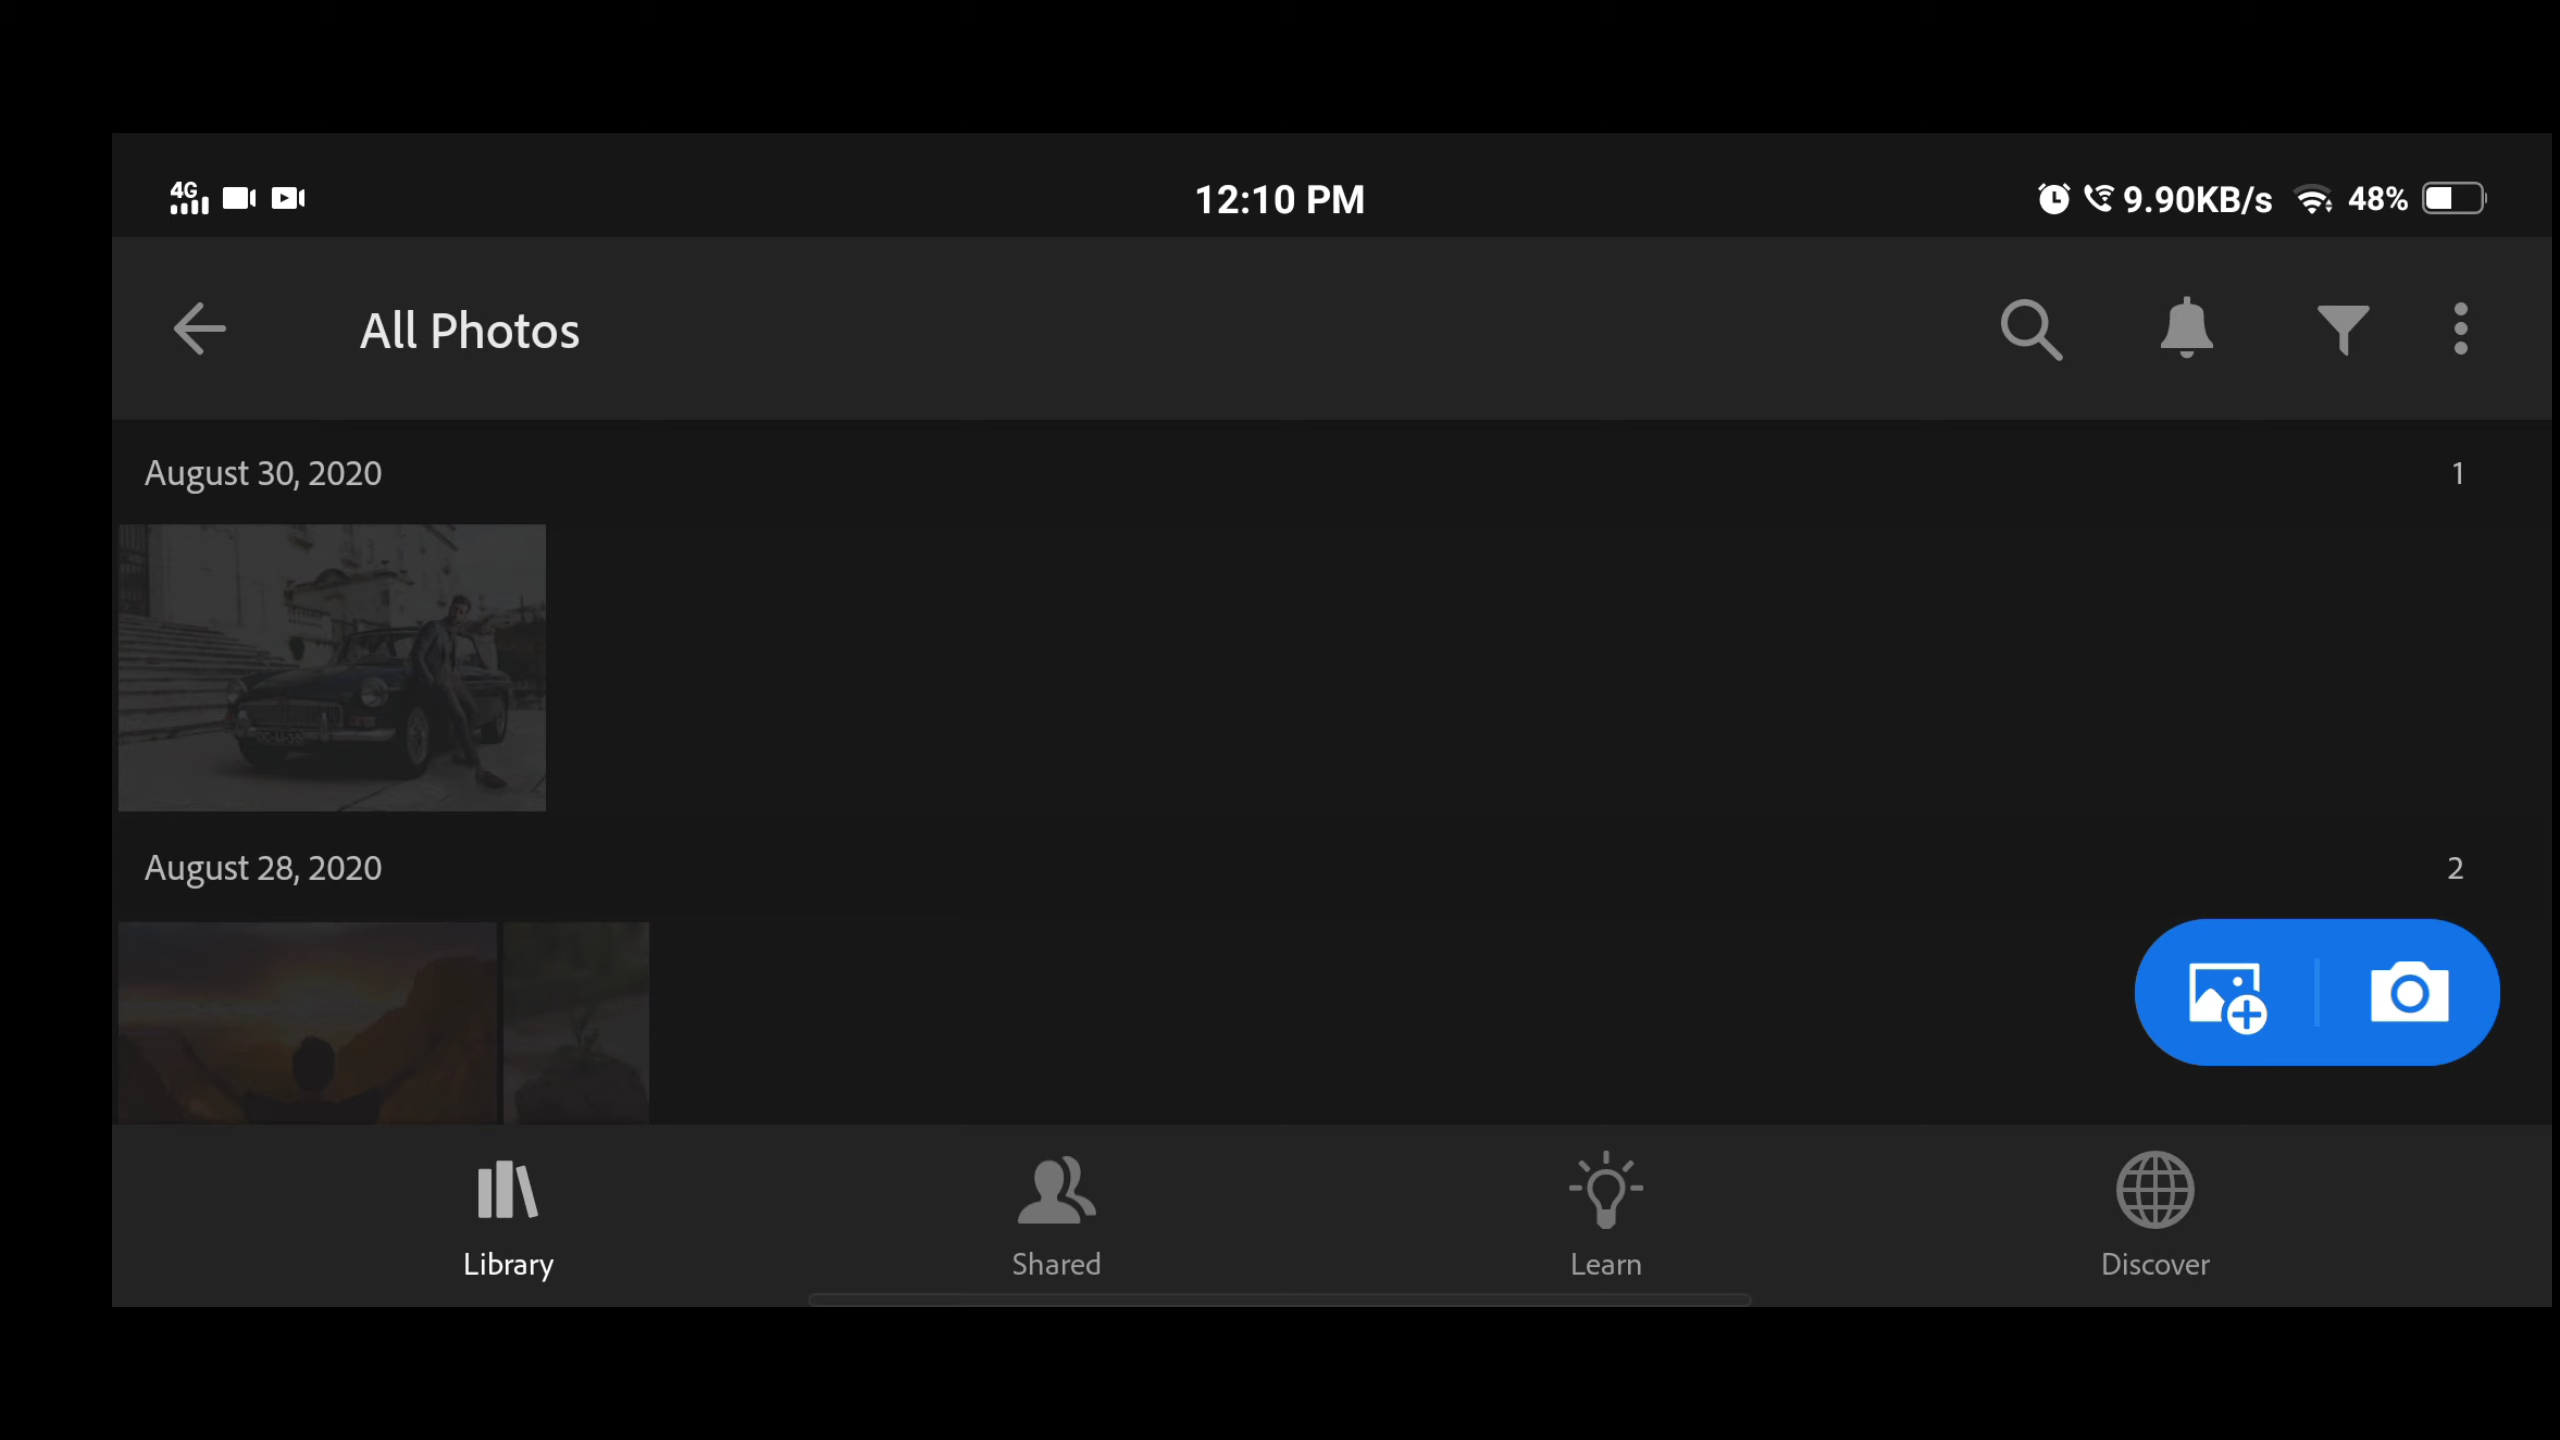 4G 12:10 PM 9.90KB/s 48%
All Photos
August 30, 2020 1
August 28, 2020 2
Library Shared Learn Discover